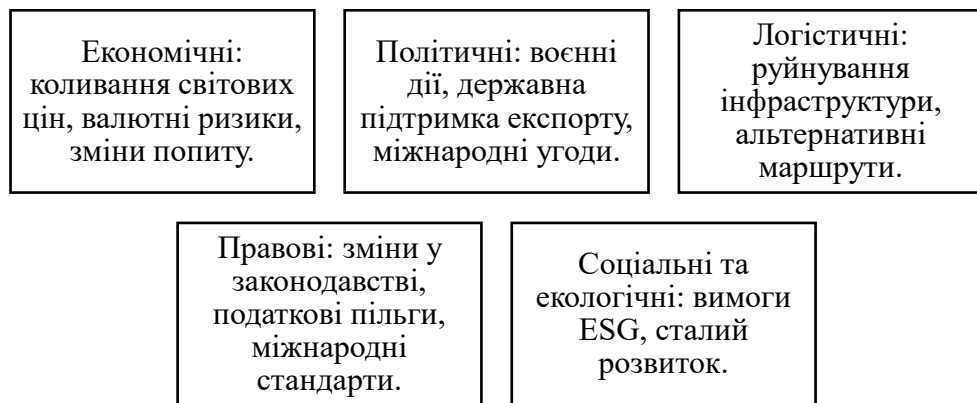 Економічні:
коливання світових
цін, валютні ризики,
зміни попиту.
Політичні: воєнні
дії, державна
підтримка експорту,
міжнародні угоди.
Логістичні:
руйнування
інфраструктури,
альтернативні
маршрути.
Правові: зміни у
законодавстві,
податкові пільги,
міжнародні
стандарти.
Соціальні та
екологічні: вимоги
ESG, сталий
розвиток.